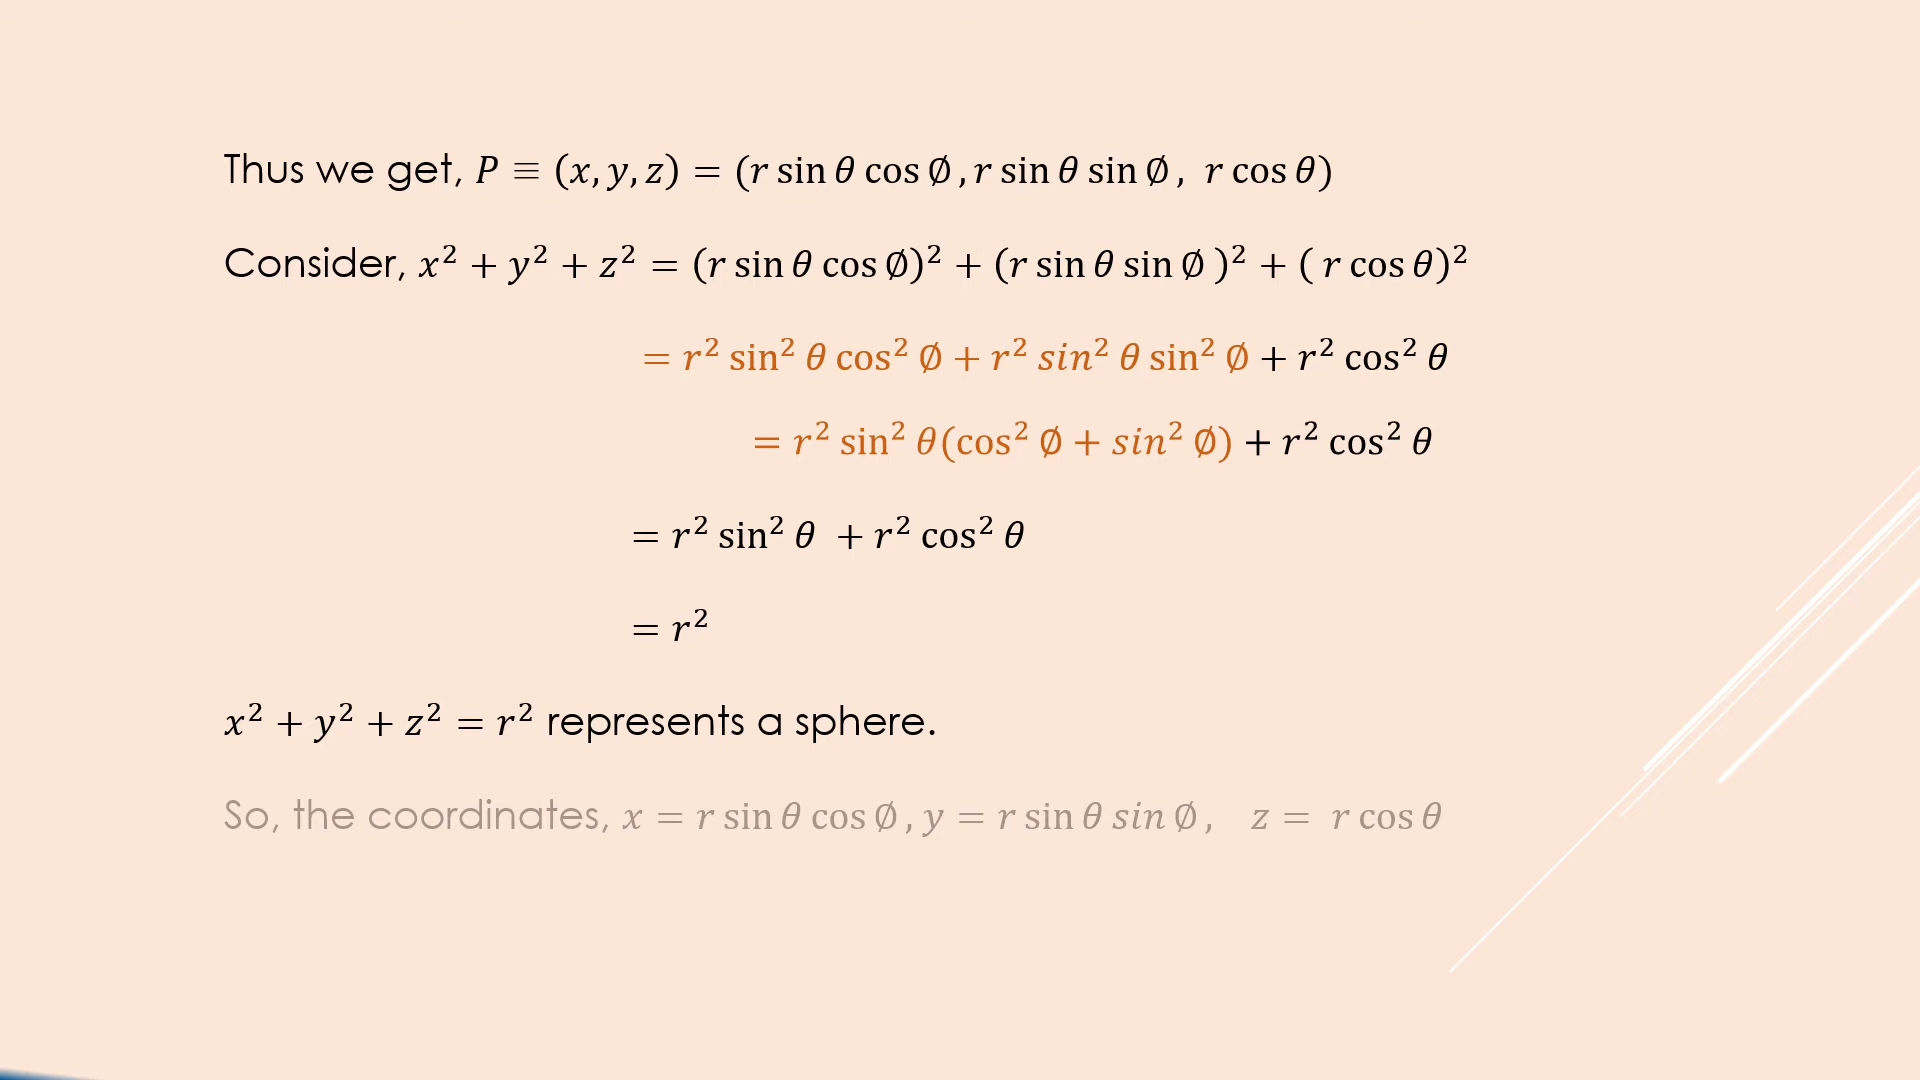 Thus we get, P ≡ (x, y, z) = (r sin θ cos ∅ , r sin θ sin ∅ , r cos θ)
Consider, x² + y² + z² = (r sin θ cos ∅)² + (r sin θ sin ∅ )² + ( r cos θ)²
= r² sin² θ cos² ∅ + r² sin² θ sin² ∅ + r² cos² θ
= r² sin² θ(cos² ∅ + sin² ∅) + r² cos² θ
= r² sin² θ + r² cos² θ
= r²
x² + y² + z² = r² represents a sphere.
So, the coordinates, x = r sin θ cos ∅ , y = r sin θ sin ∅ , z = r cos θ